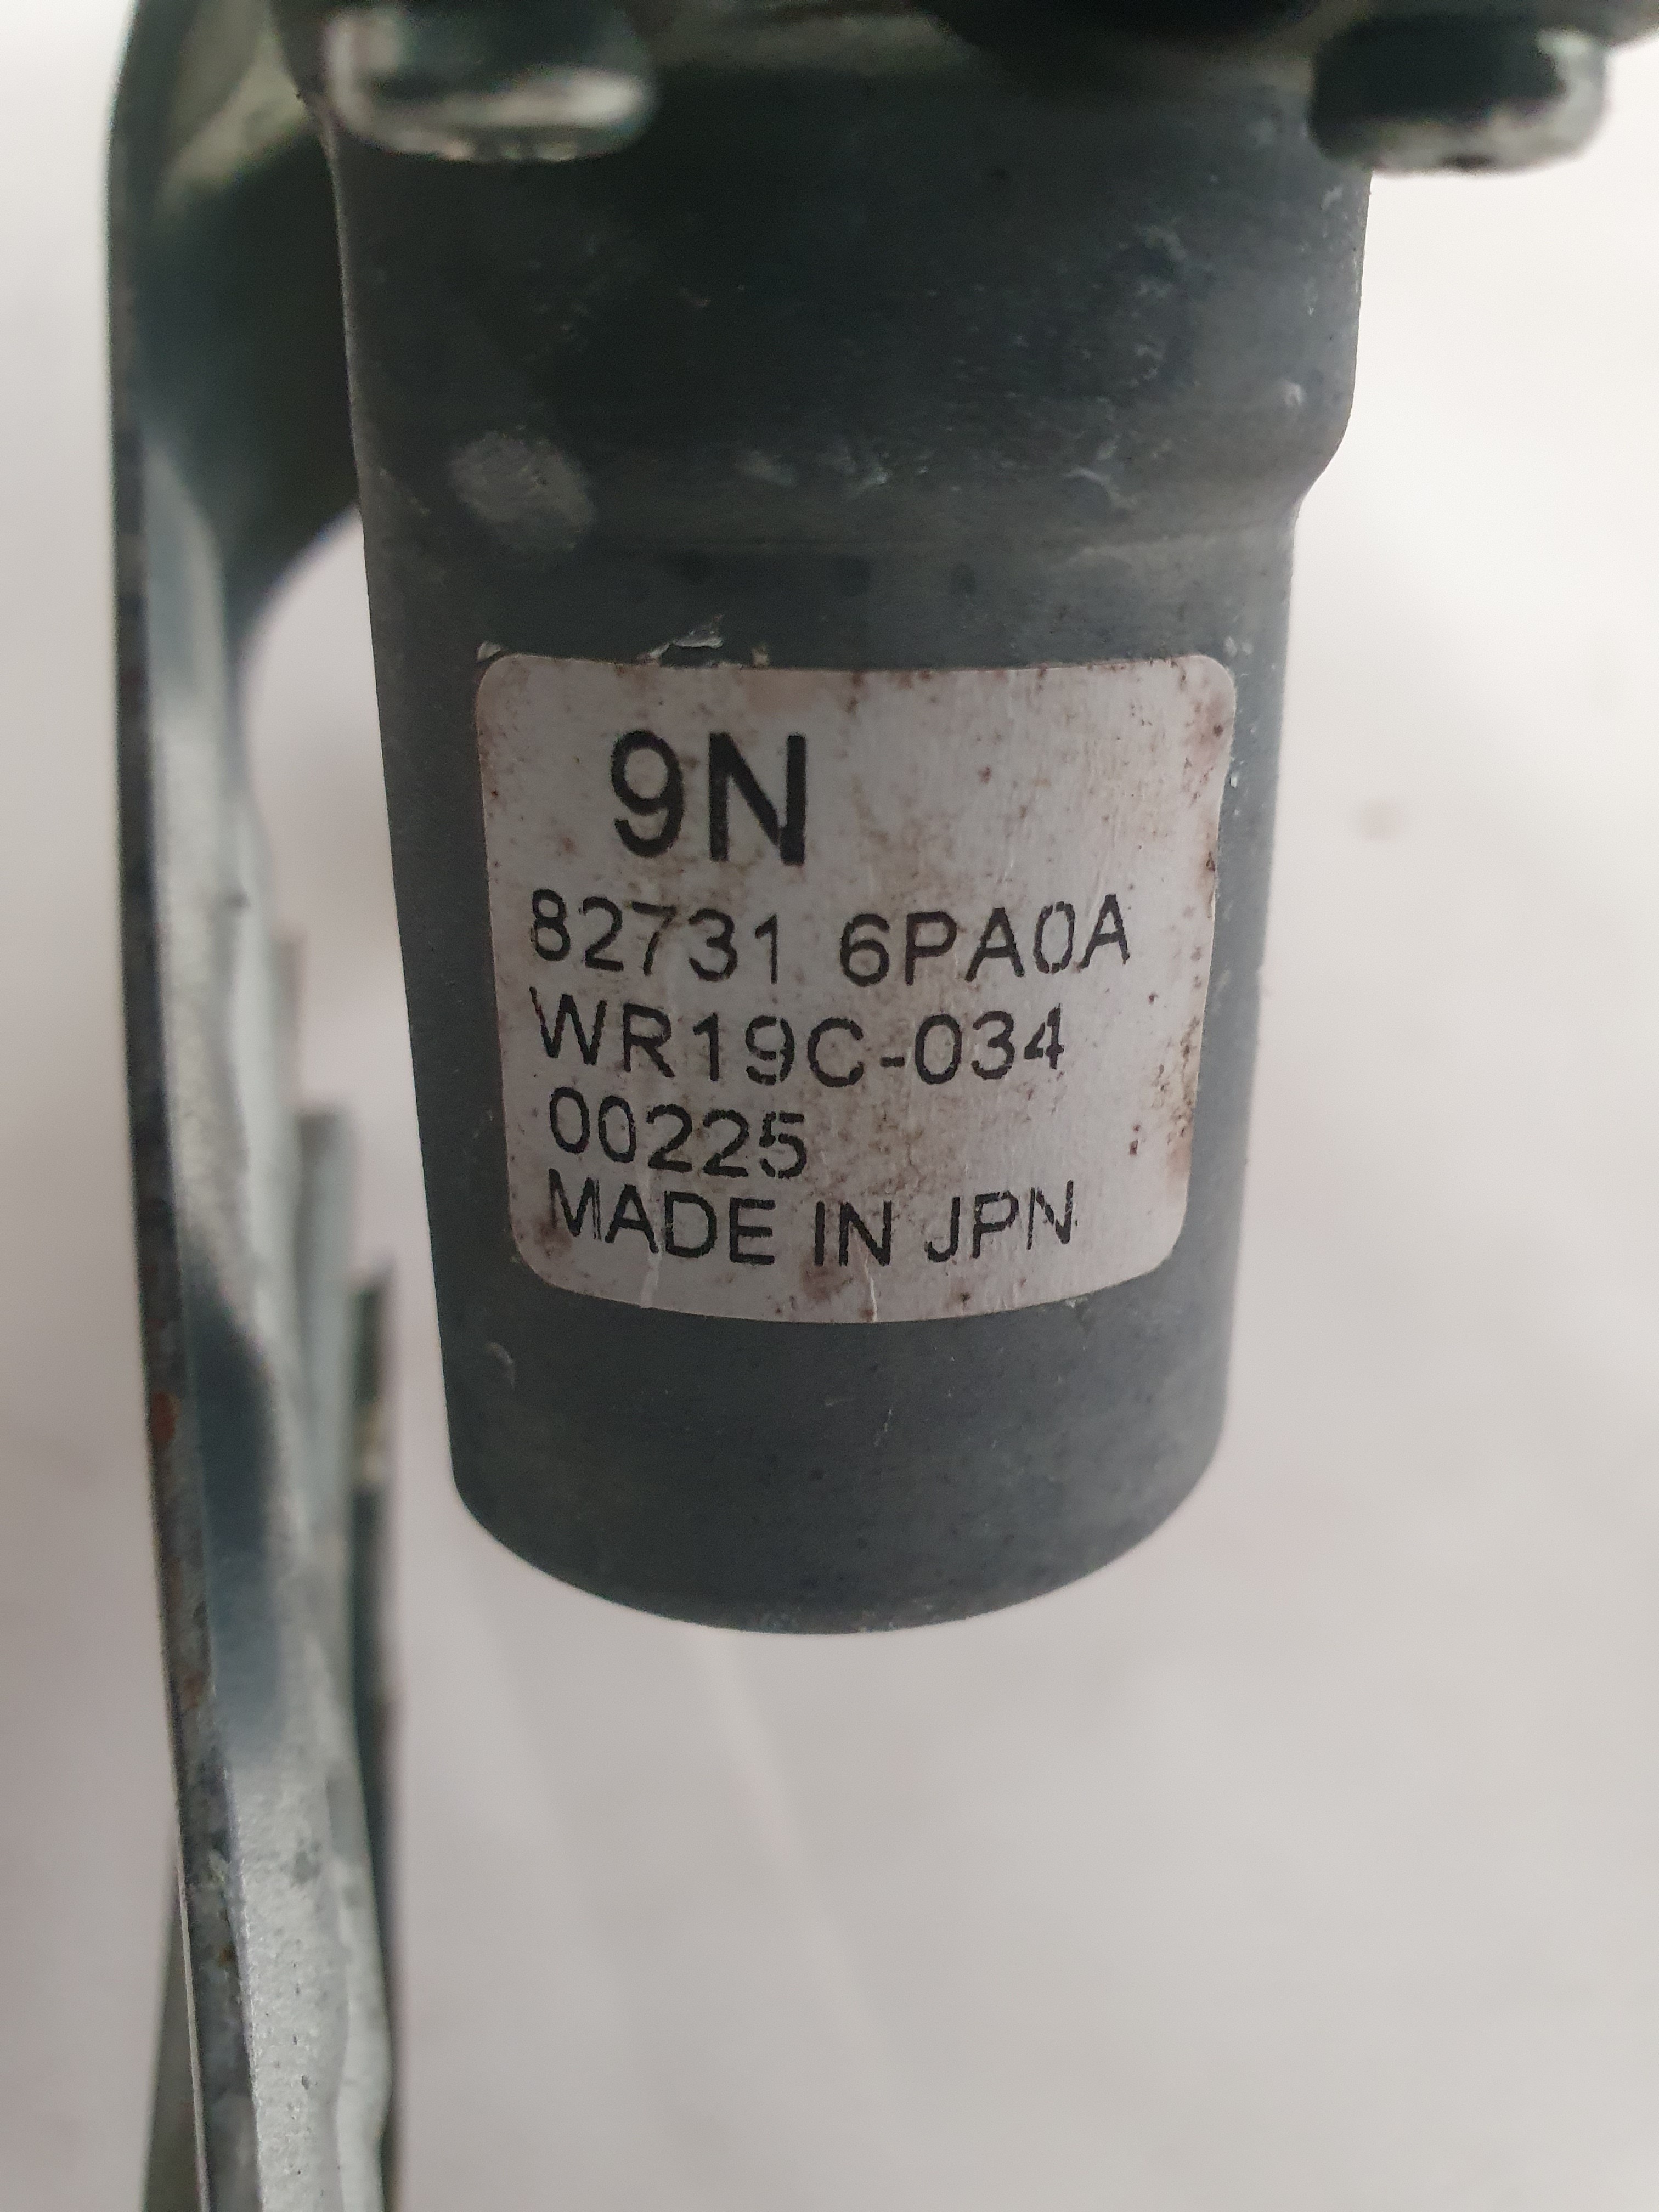 9N
82731 6PA0A
WR19C-034
00225
MADE IN JPN